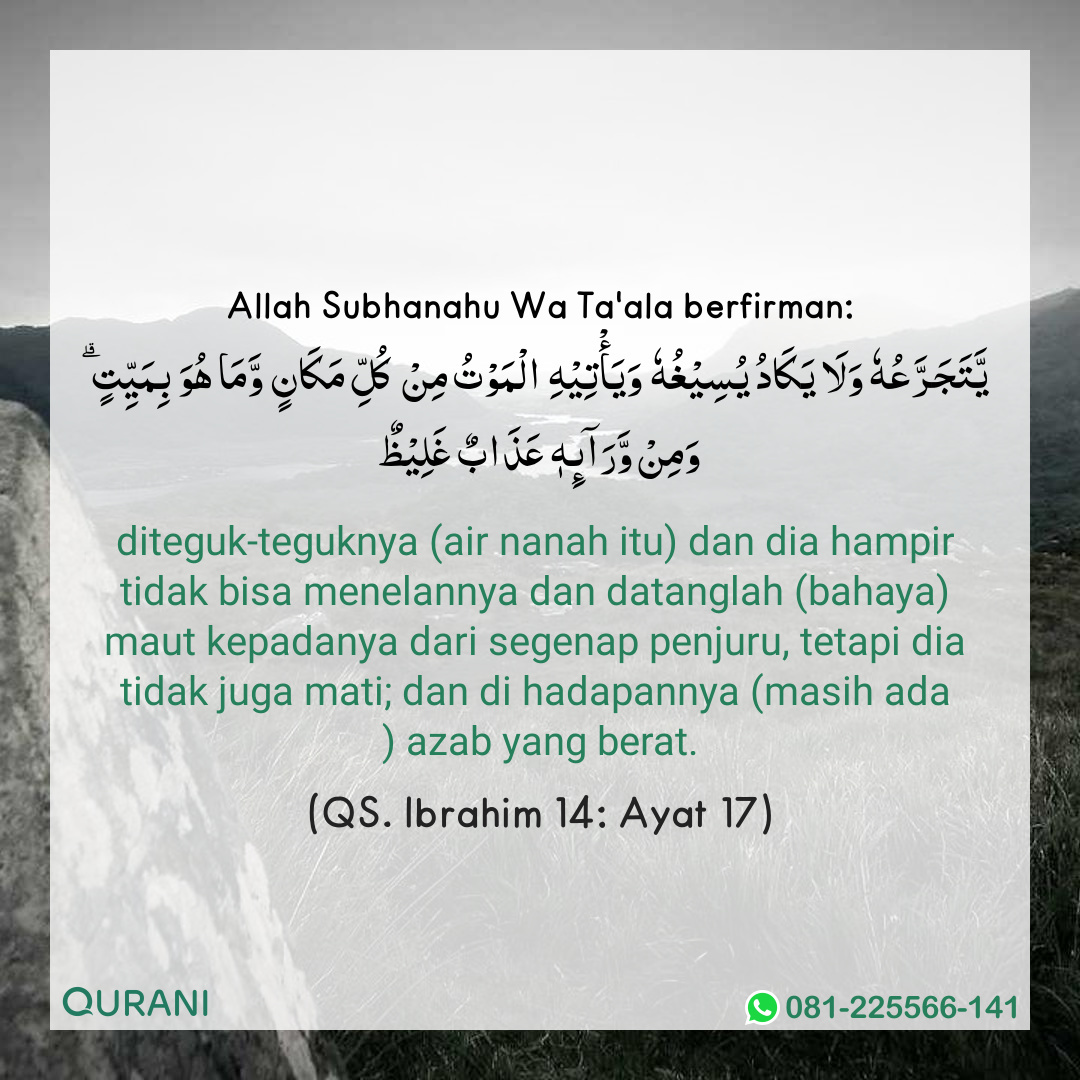 Allah Subhanahu Wa Ta'ala berfirman:
يَّتَجَرَّعُهٗ وَلَا يَكَادُ يُسِيْغُهٗ وَيَأْتِيْهِ الْمَوْتُ مِنْ كُلِّ مَكَانٍ وَّمَا هُوَ بِمَيِّتٍ ۗ
وَمِنْ وَّرَآئِهٖ عَذَابٌ غَلِيْظٌ
diteguk-teguknya (air nanah itu) dan dia hampir
tidak bisa menelannya dan datanglah (bahaya)
maut kepadanya dari segenap penjuru, tetapi dia
tidak juga mati; dan di hadapannya (masih ada
) azab yang berat.
(QS. Ibrahim 14: Ayat 17)
QURANI
081-225566-141